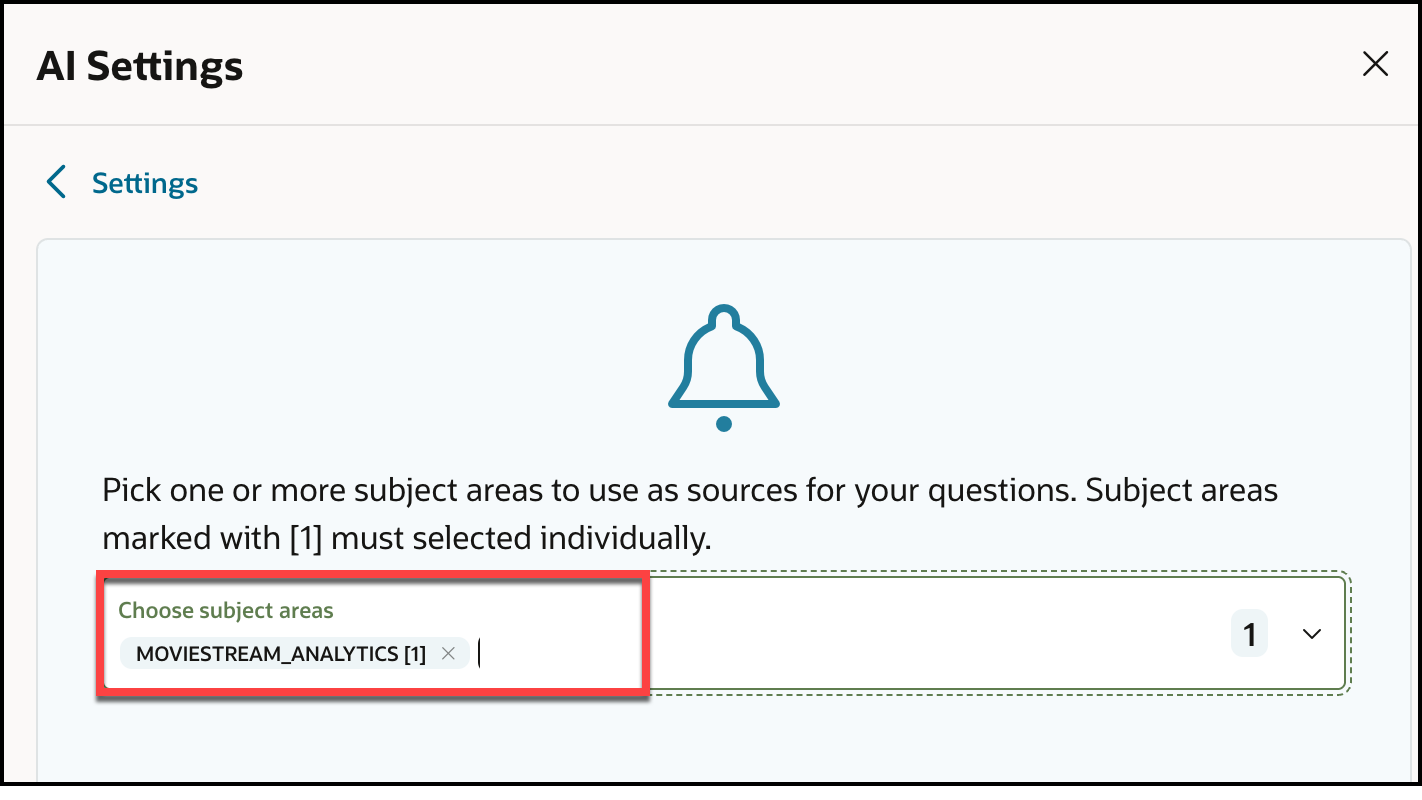 AI Settings
Settings
Pick one or more subject areas to use as sources for your questions. Subject areas
marked with [1] must selected individually.
Choose subject areas
MOVIESTREAM_ANALYTICS [1]
1